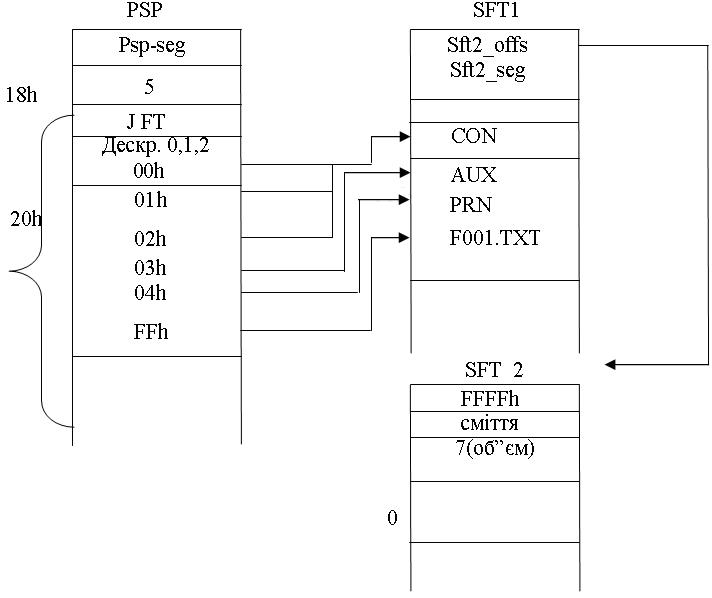 PSP
Psp-seg
5
18h
J FT
Дескр. 0,1,2
00h
01h
20h
02h
03h
04h
FFh
SFT1
Sft2_offs
Sft2_seg
CON
AUX
PRN
F001.TXT
SFT 2
FFFFh
сміття
7(об”єм)
0